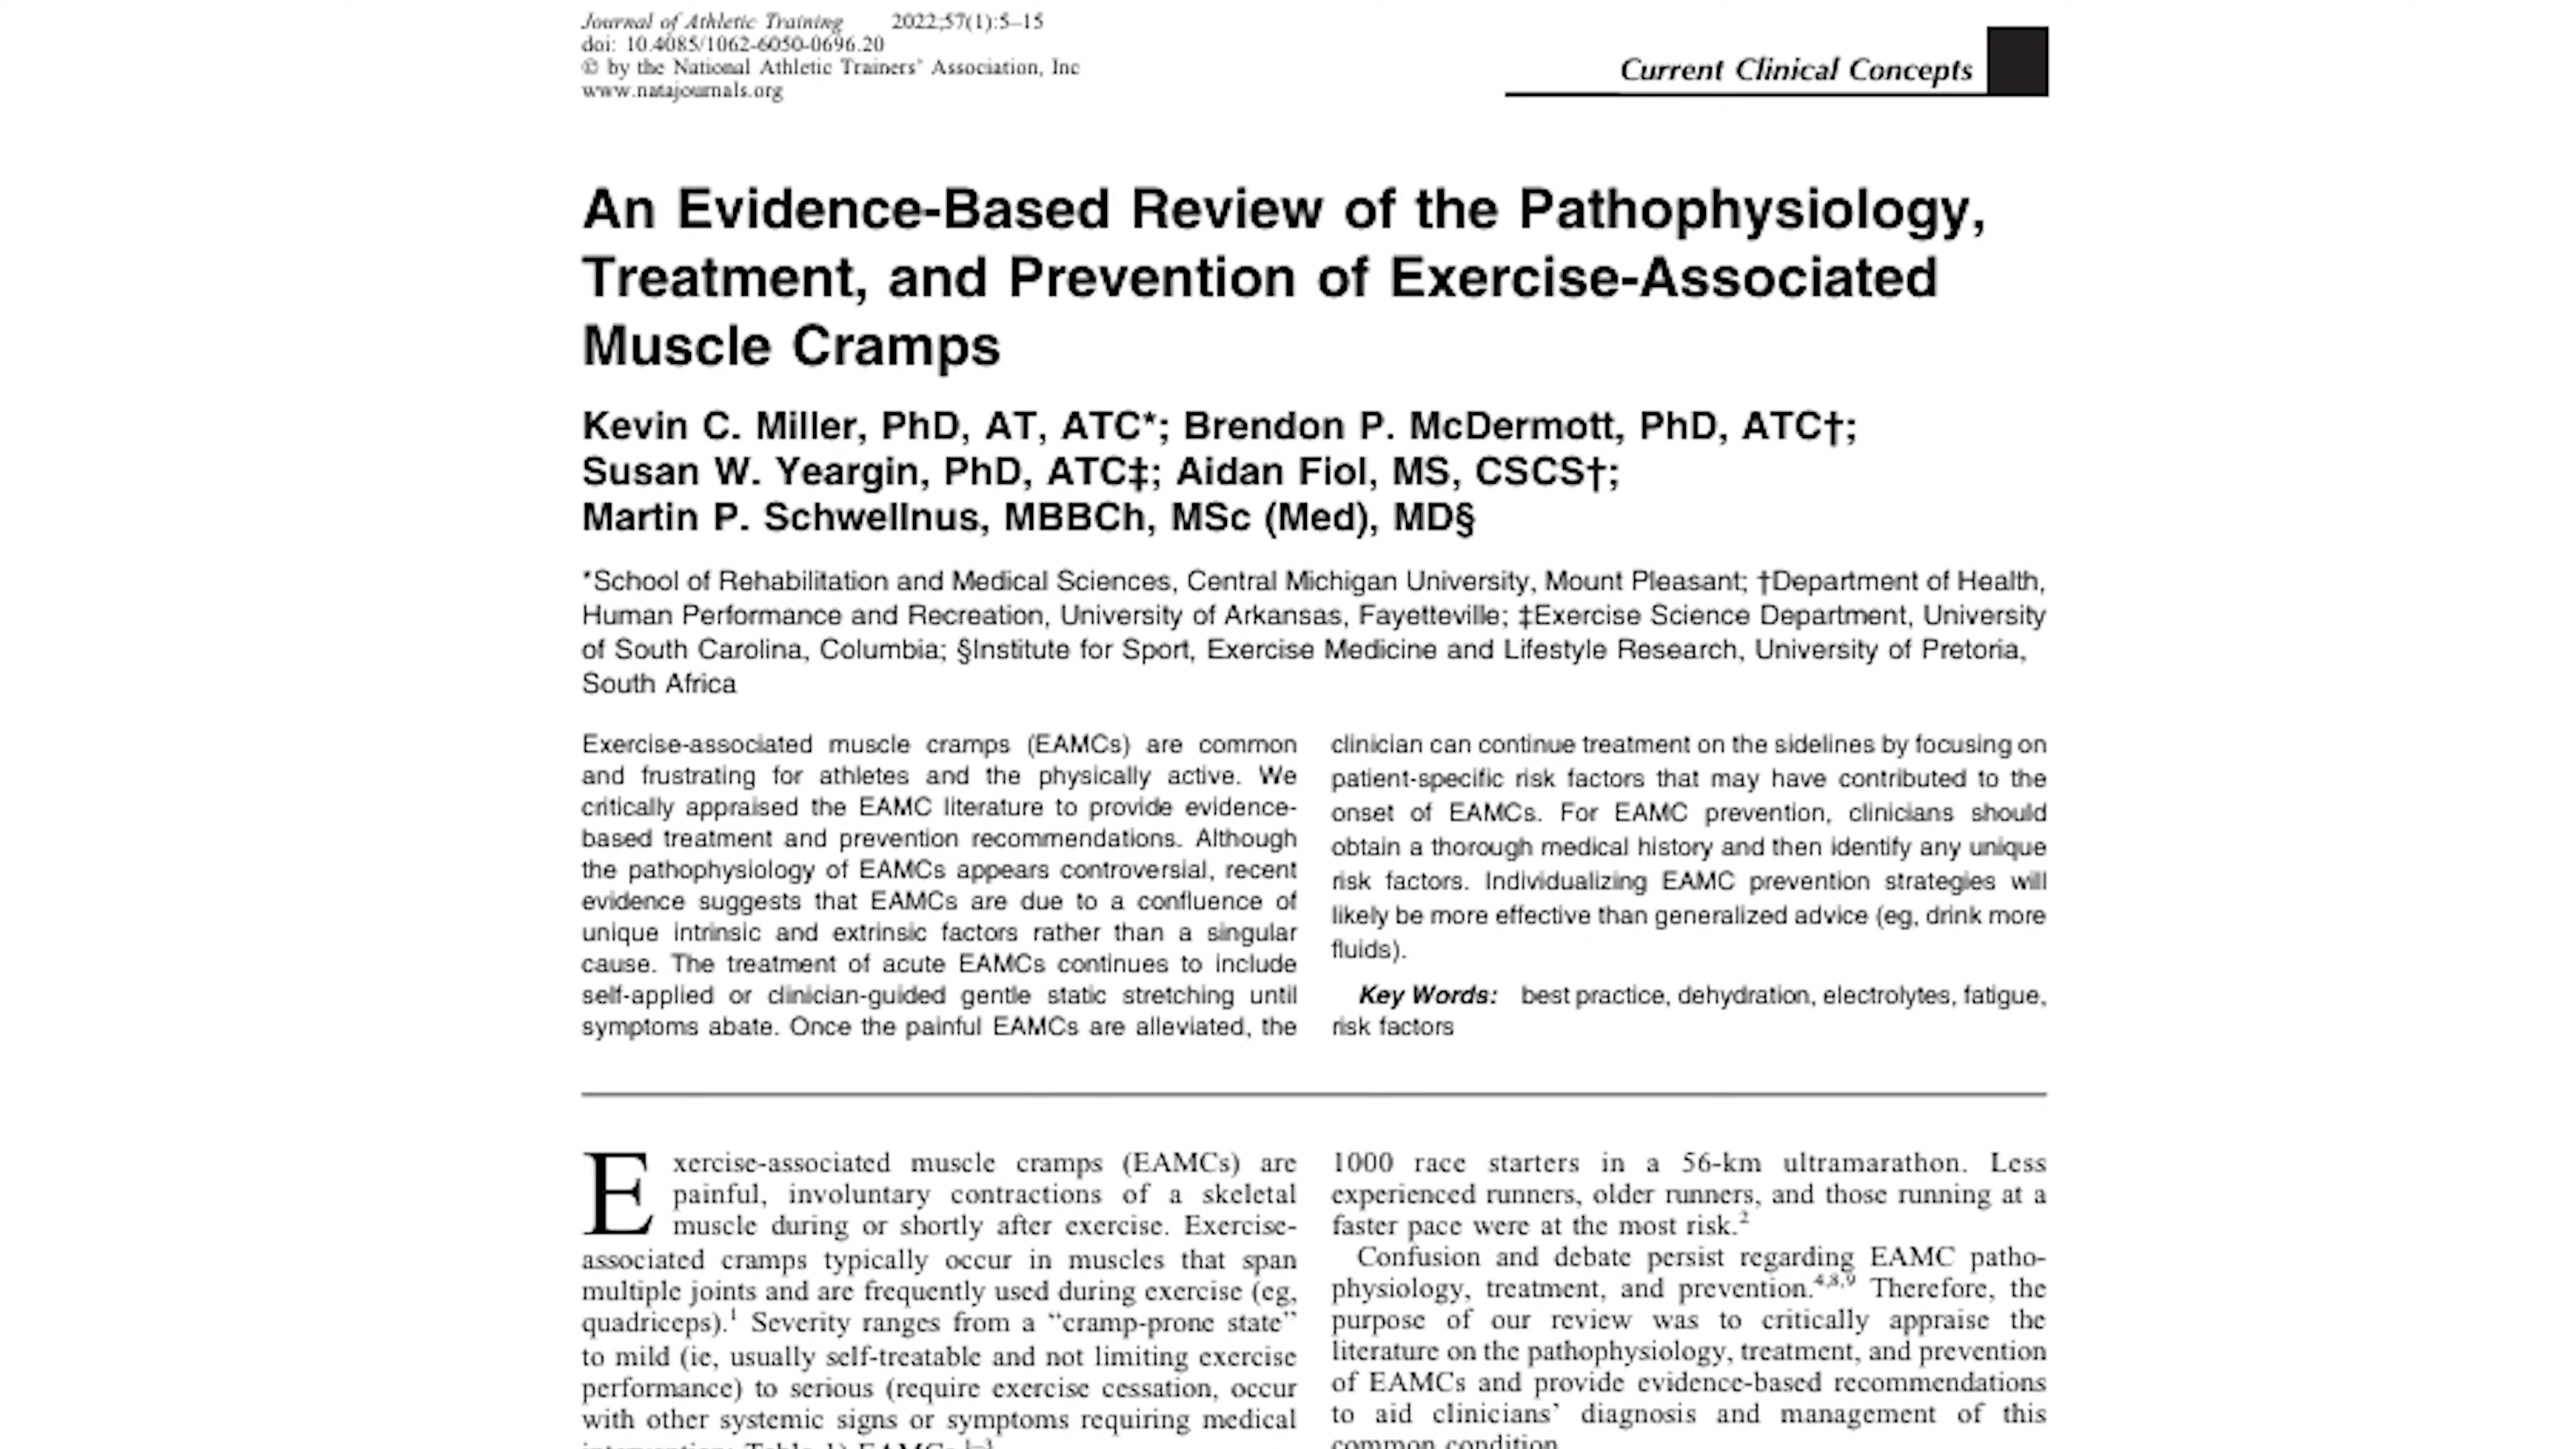 Journal of Athletic Training 2022;57(1):5–15
doi: 10.4085/1062-6050-0696.20
© by the National Athletic Trainers' Association, Inc
www.natajournals.org
Current Clinical Concepts
An Evidence-Based Review of the Pathophysiology,
Treatment, and Prevention of Exercise-Associated
Muscle Cramps
Kevin C. Miller, PhD, AT, ATC*; Brendon P. McDermott, PhD, ATC†;
Susan W. Yeargin, PhD, ATC‡; Aidan Fiol, MS, CSCS†;
Martin P. Schwellnus, MBBCh, MSc (Med), MD§
*School of Rehabilitation and Medical Sciences, Central Michigan University, Mount Pleasant; †Department of Health,
Human Performance and Recreation, University of Arkansas, Fayetteville; ‡Exercise Science Department, University
of South Carolina, Columbia; §Institute for Sport, Exercise Medicine and Lifestyle Research, University of Pretoria,
South Africa
Exercise-associated muscle cramps (EAMCs) are common
and frustrating for athletes and the physically active. We
critically appraised the EAMC literature to provide evidence-
based treatment and prevention recommendations. Although
the pathophysiology of EAMCs appears controversial, recent
evidence suggests that EAMCs are due to a confluence of
unique intrinsic and extrinsic factors rather than a singular
cause. The treatment of acute EAMCs continues to include
self-applied or clinician-guided gentle static stretching until
symptoms abate. Once the painful EAMCs are alleviated, the
clinician can continue treatment on the sidelines by focusing on
patient-specific risk factors that may have contributed to the
onset of EAMCs. For EAMC prevention, clinicians should
obtain a thorough medical history and then identify any unique
risk factors. Individualizing EAMC prevention strategies will
likely be more effective than generalized advice (eg, drink more
fluids).
Key Words: best practice, dehydration, electrolytes, fatigue,
risk factors
Exercise-associated muscle cramps (EAMCs) are
painful, involuntary contractions of a skeletal
muscle during or shortly after exercise. Exercise-
associated cramps typically occur in muscles that span
multiple joints and are frequently used during exercise (eg,
quadriceps).1 Severity ranges from a "cramp-prone state"
to mild (ie, usually self-treatable and not limiting exercise
performance) to serious (require exercise cessation, occur
with other systemic signs or symptoms requiring medical
1000 race starters in a 56-km ultramarathon. Less
experienced runners, older runners, and those running at a
faster pace were at the most risk.2
Confusion and debate persist regarding EAMC patho-
physiology, treatment, and prevention.4,8,9 Therefore, the
purpose of our review was to critically appraise the
literature on the pathophysiology, treatment, and prevention
of EAMCs and provide evidence-based recommendations
to aid clinicians' diagnosis and management of this
common condition.